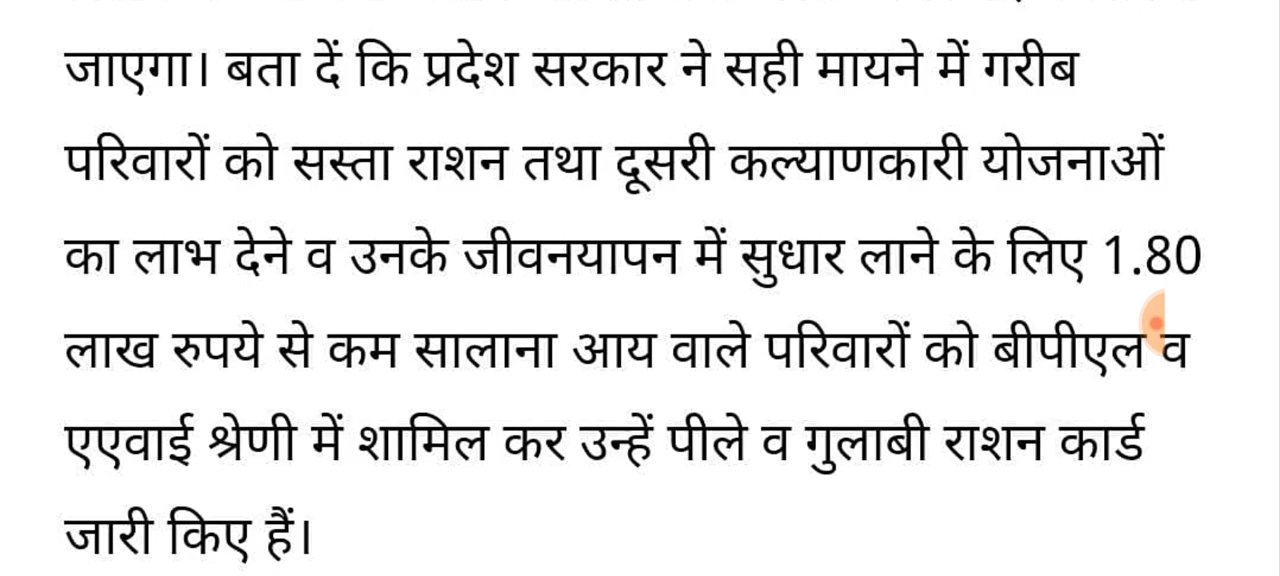 जाएगा। बता दें कि प्रदेश सरकार ने सही मायने में गरीब
परिवारों को सस्ता राशन तथा दूसरी कल्याणकारी योजनाओं
का लाभ देने व उनके जीवनयापन में सुधार लाने के लिए 1.80
लाख रुपये से कम सालाना आय वाले परिवारों को बीपीएल व
एएवाई श्रेणी में शामिल कर उन्हें पीले व गुलाबी राशन कार्ड
जारी किए हैं।